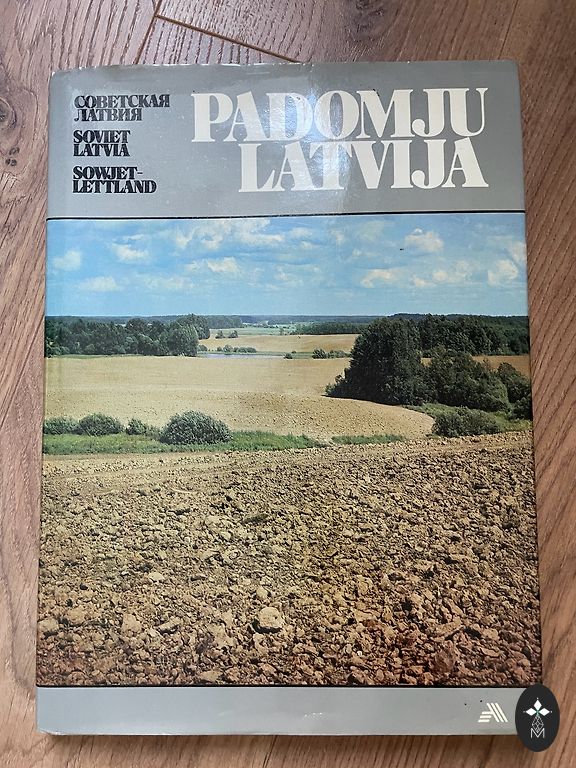 СОВЕТСКАЯ
ЛАТВИЯ
SOVIET
LATVIA
SOWJET-
LETTLAND
PADOMJU
LATVIJA